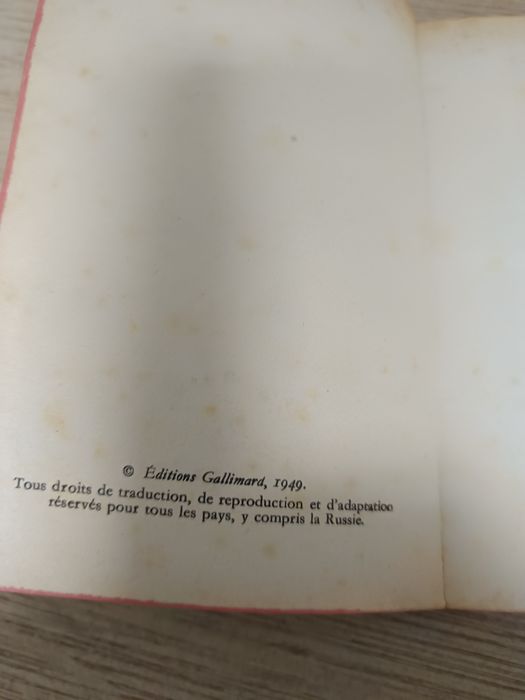 © Éditions Gallimard, 1949.
Tous droits de traduction, de reproduction et d'adaptation
réservés pour tous les pays, y compris la Russie.